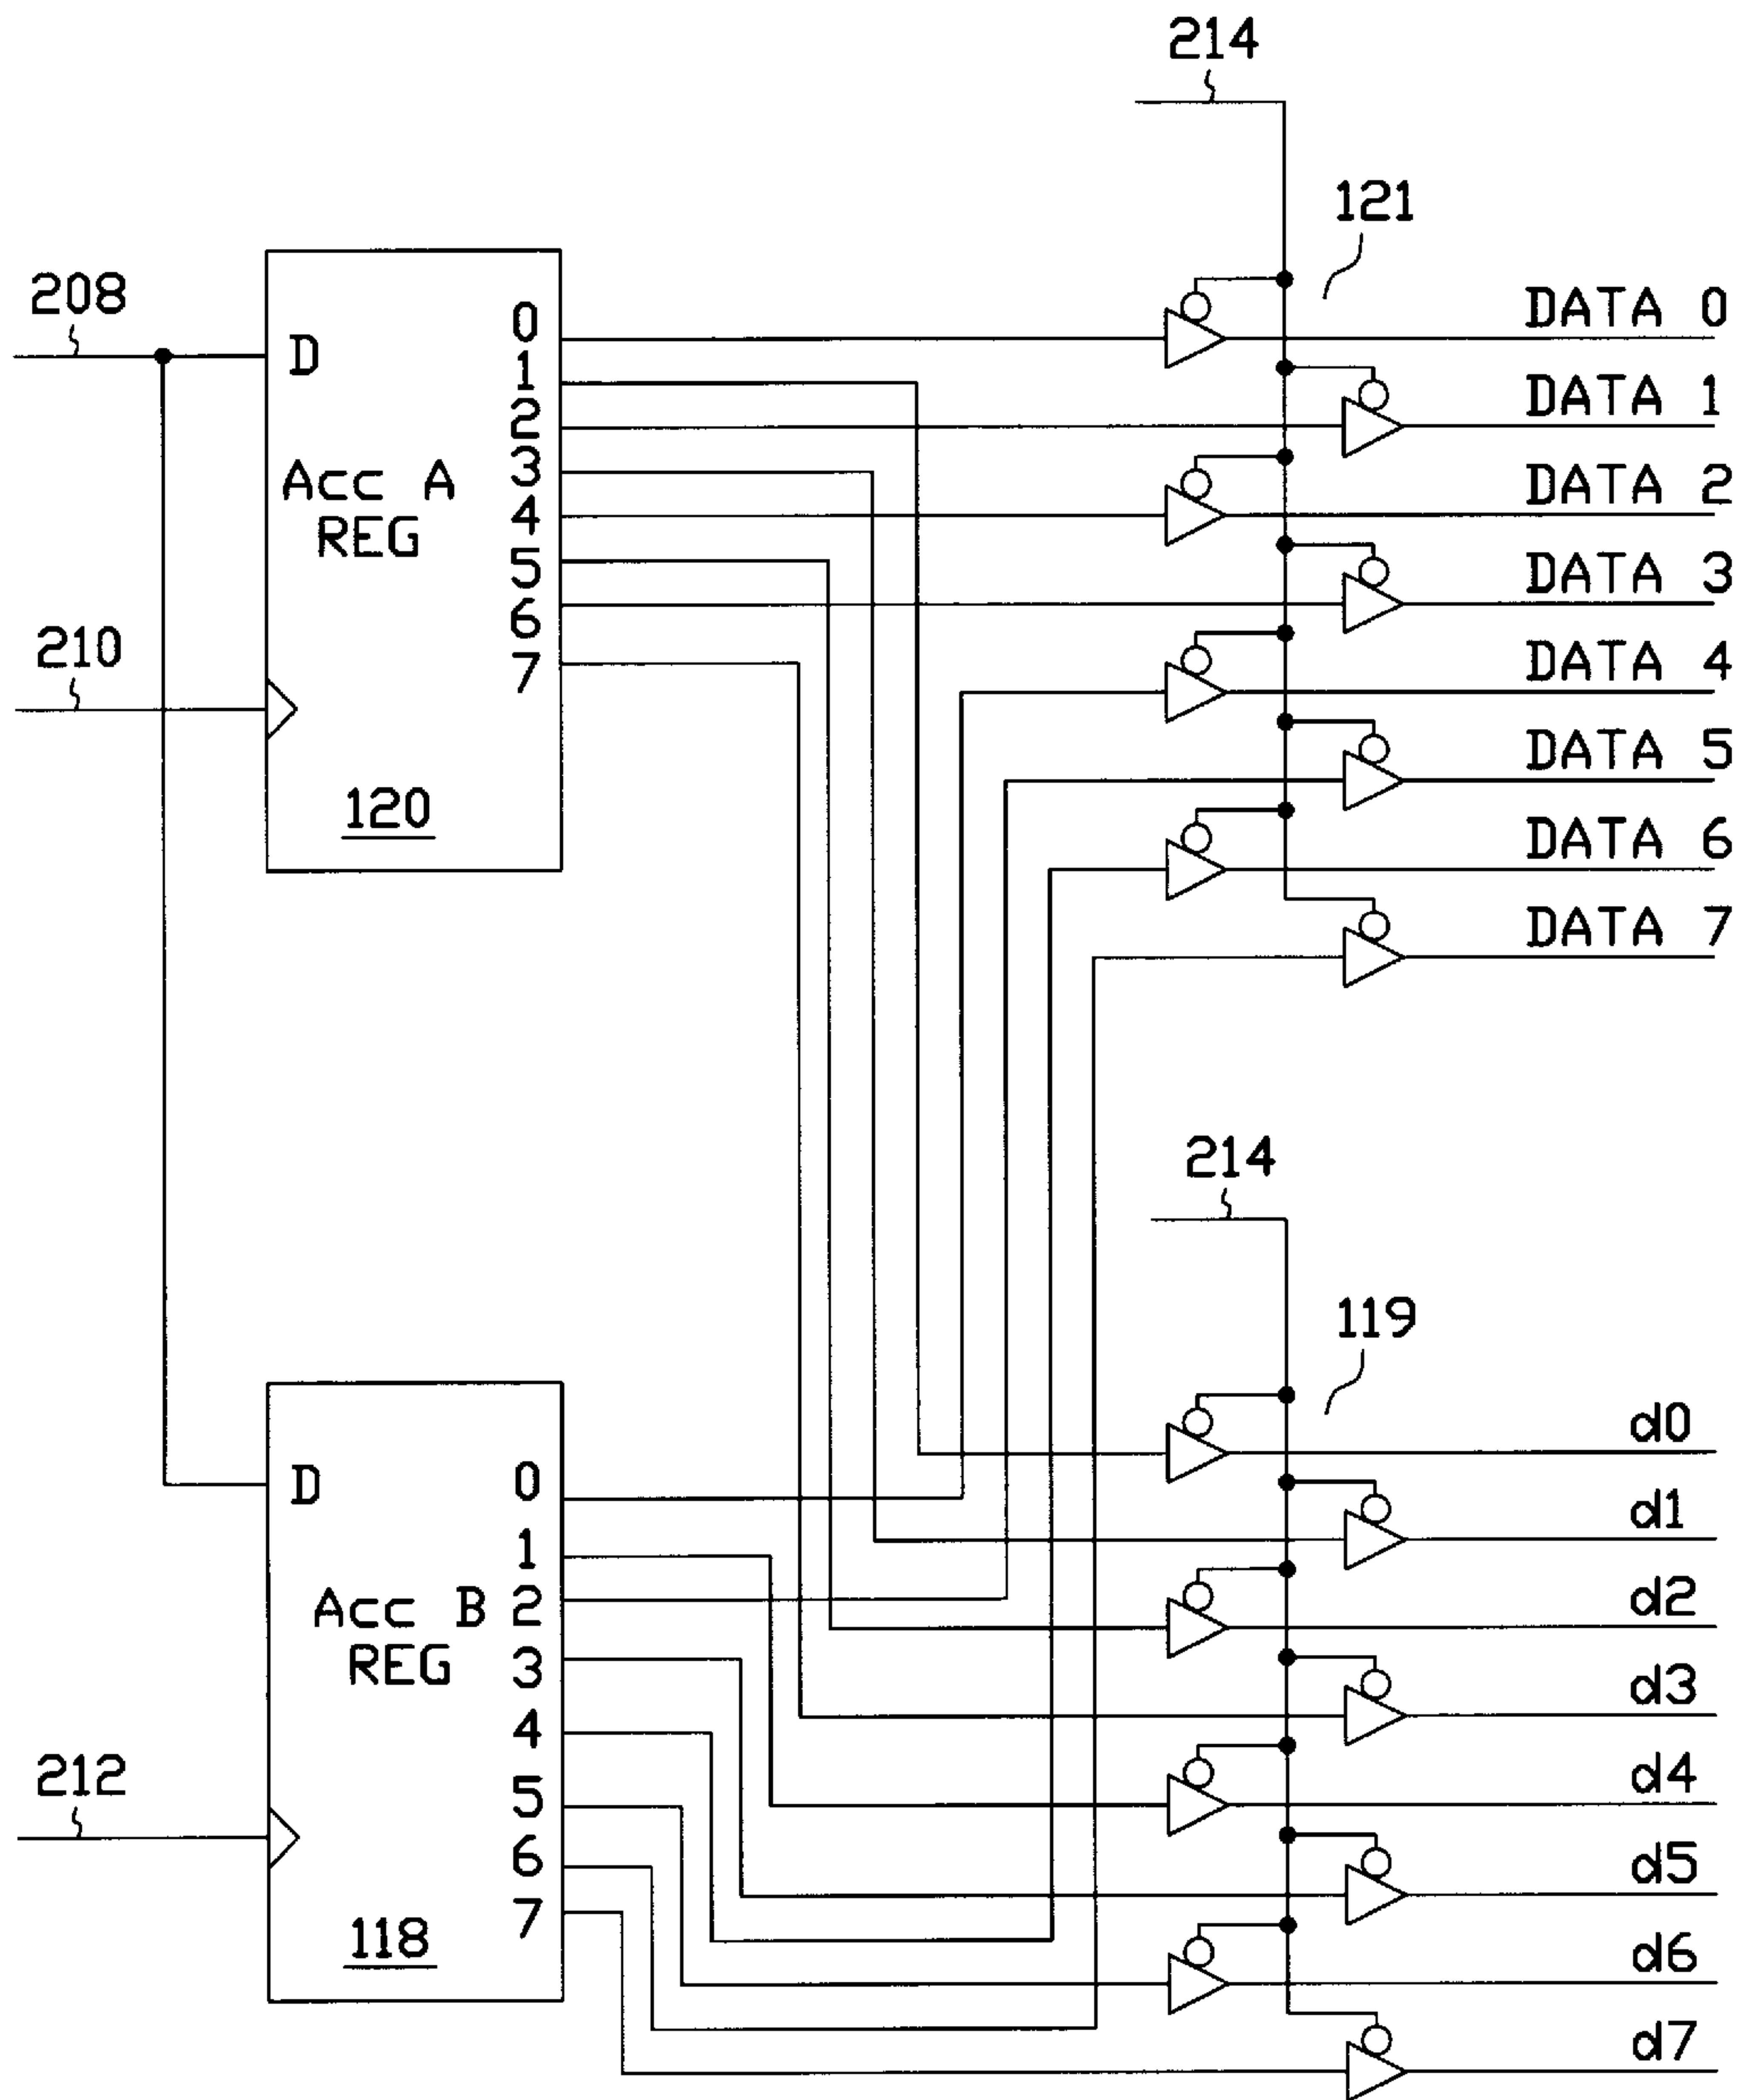 214
121
208
D
0
1
2
3
4
5
6
7
Acc A
REG
210
120
DATA 0
DATA 1
DATA 2
DATA 3
DATA 4
DATA 5
DATA 6
DATA 7
214
119
D
0
1
2
3
4
5
6
7
Acc B
REG
212
118
d0
d1
d2
d3
d4
d5
d6
d7